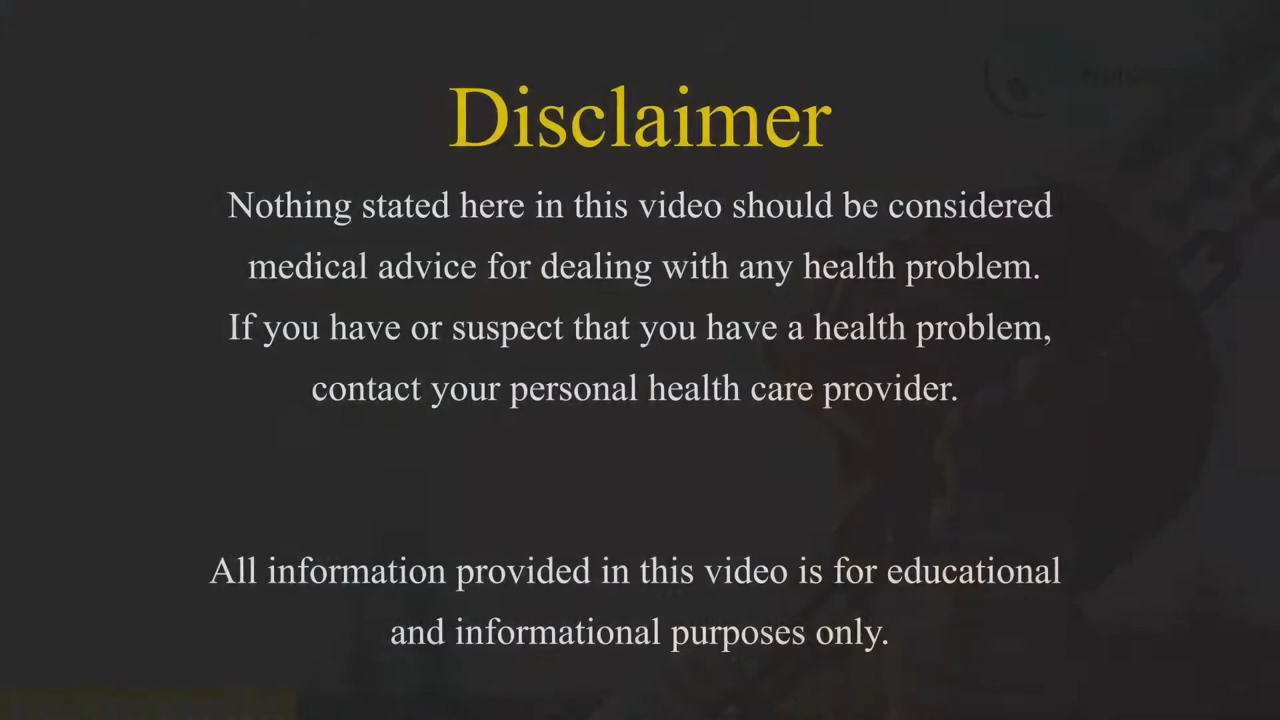 Disclaimer
Nothing stated here in this video should be considered
medical advice for dealing with any health problem.
If you have or suspect that you have a health problem,
contact your personal health care provider.
All information provided in this video is for educational
and informational purposes only.